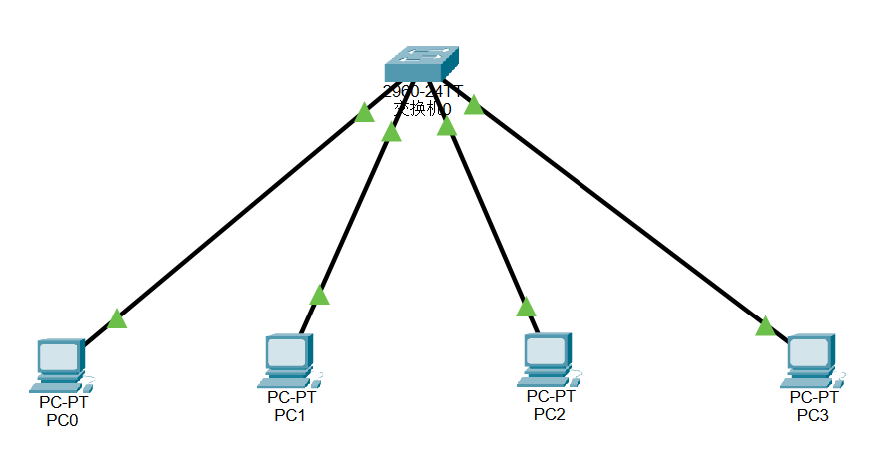 2960-24TT
交换机0
PC-PT
PC0
PC-PT
PC1
PC-PT
PC2
PC-PT
PC3